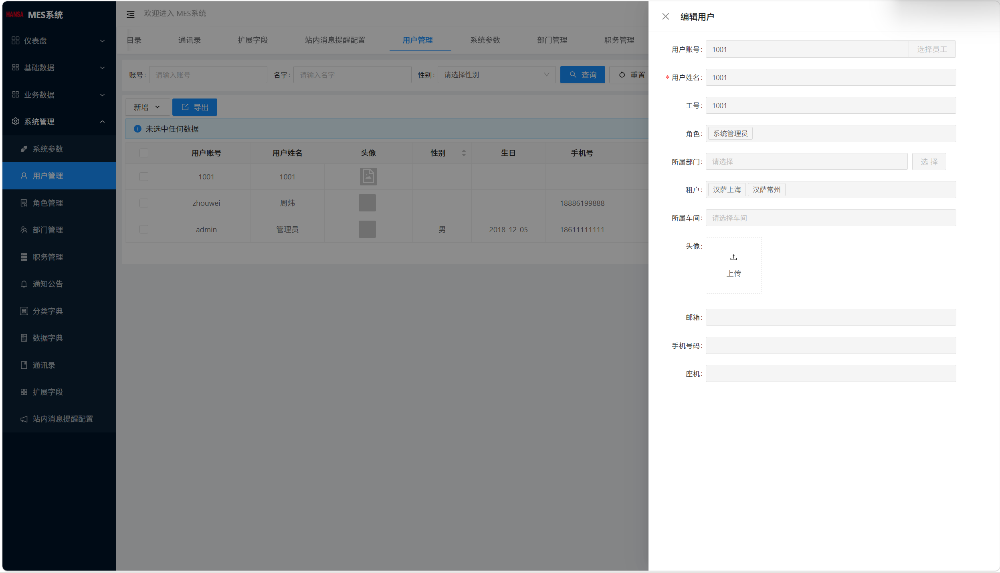 HANSA MES系统
仪表盘
基础数据
业务数据
系统管理
系统参数
用户管理
角色管理
部门管理
职务管理
通知公告
分类字典
数据字典
通讯录
扩展字段
站内消息提醒配置
欢迎进入 MES系统
目录 通讯录 扩展字段 站内消息提醒配置 用户管理 系统参数 部门管理 职务管理
账号: 请输入账号 名字: 请输入名字 性别: 请选择性别 查询 重置
新增 导出
未选中任何数据
用户账号 用户姓名 头像 性别 生日 手机号
1001 1001
zhouwei 周炜 18886199888
admin 管理员 男 2018-12-05 18611111111
编辑用户
用户账号: 1001 选择员工
* 用户姓名: 1001
工号: 1001
角色: 系统管理员
所属部门: 请选择 选 择
租户: 汉萨上海 汉萨常州
所属车间: 请选择车间
头像:
上传
邮箱:
手机号码:
座机: